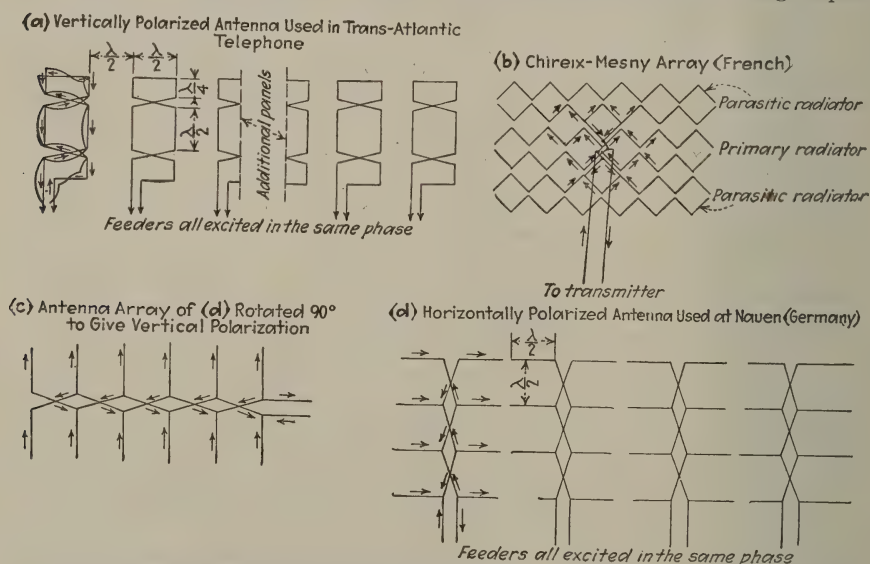 (a) Vertically Polarized Antenna Used in Trans-Atlantic
Telephone
λ/2
λ/2
λ/4
λ/2
Additional panels
Feeders all excited in the same phase
(b) Chireix-Mesny Array (French)
Parasitic radiator
Primary radiator
Parasitic radiator
To transmitter
(c) Antenna Array of (d) Rotated 90°
to Give Vertical Polarization
(d) Horizontally Polarized Antenna Used at Nauen (Germany)
λ/2
λ/2
Feeders all excited in the same phase